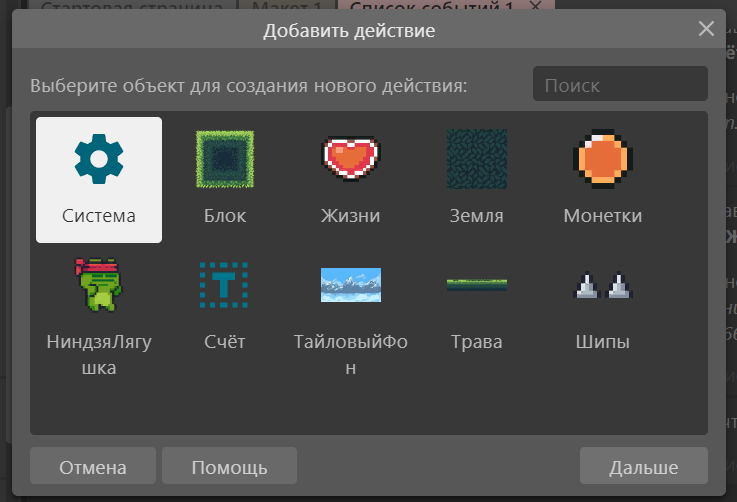 Стартовая страница Макет 1 Список событий 1
Добавить действие
Выберите объект для создания нового действия:
Поиск
Система Блок Жизни Земля Монетки
НиндзяЛягу
шка
Счёт
ТайловыйФо
н
Трава Шипы
Отмена Помощь Дальше